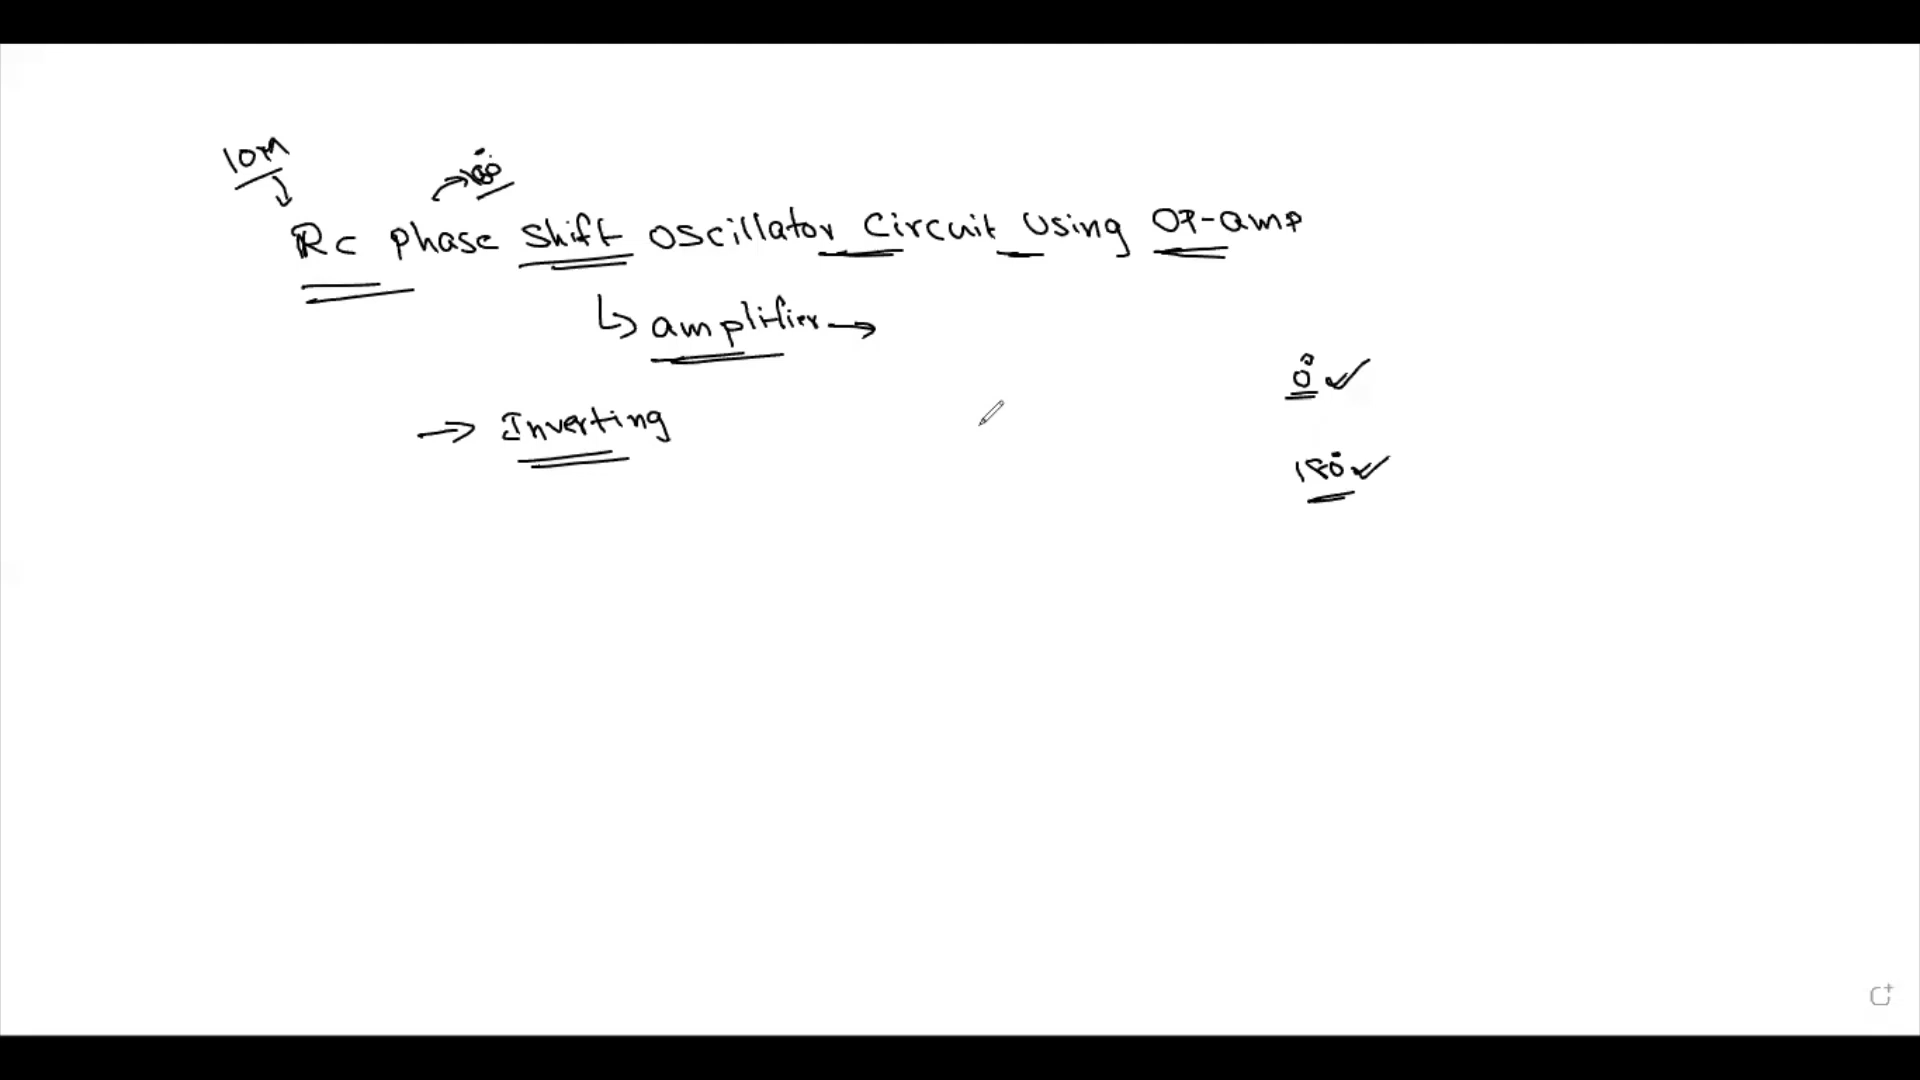 10M
180°
Rc phase shift oscillator circuit using OP-amp
↳ amplifier →
0° ✓
→ Inverting
180° ✓